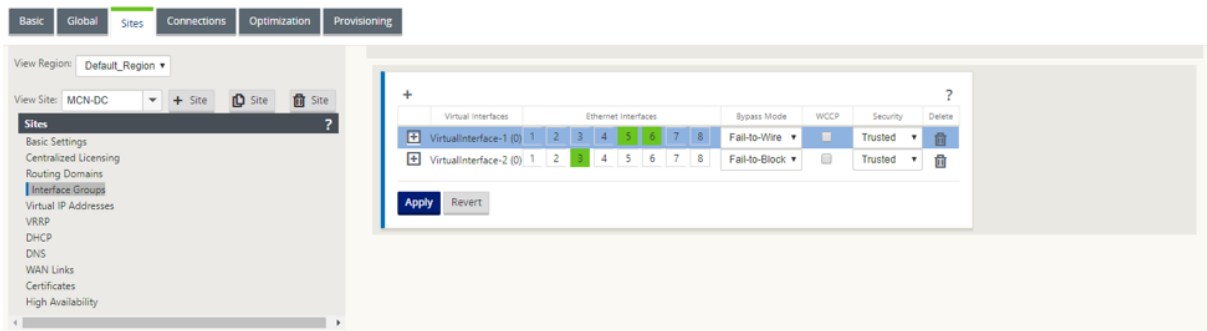 Basic Global Sites Connections Optimization Provisioning
View Region: Default_Region
View Site: MCN-DC + Site Site Site
Sites ?
Basic Settings
Centralized Licensing
Routing Domains
Interface Groups
Virtual IP Addresses
VRRP
DHCP
DNS
WAN Links
Certificates
High Availability
+ ?
Virtual Interfaces Ethernet Interfaces Bypass Mode WCCP Security Delete
+ VirtualInterface-1 (0) 1 2 3 4 5 6 7 8 Fail-to-Wire Trusted
+ VirtualInterface-2 (0) 1 2 3 4 5 6 7 8 Fail-to-Block Trusted
Apply Revert